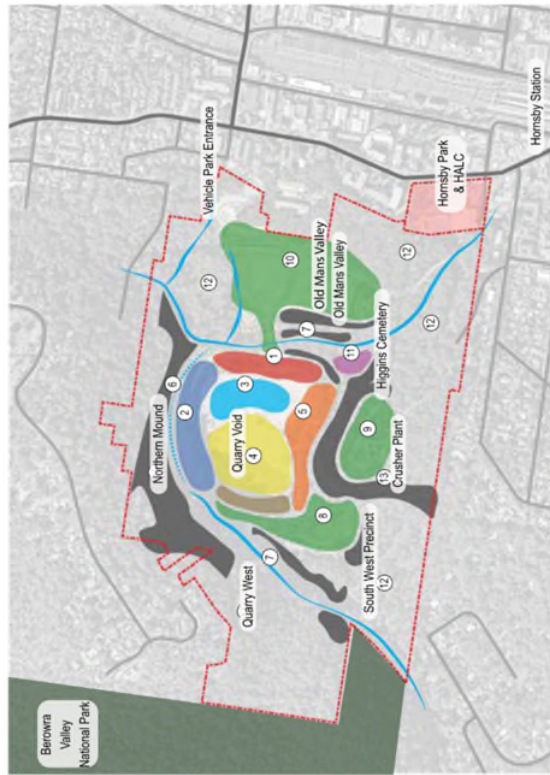 Berowra
Valley
National Park
Northern Mound
6
2
Vehicle Park Entrance
12
Quarry Void
3
4
Quarry West
7
1
10
5
Old Mans Valley
7
Old Mans Valley
8
11
South West Precinct
12
9
Higgins Cemetery
13
Crusher Plant
12
12
Hornsby Park
& HALC
Hornsby Station